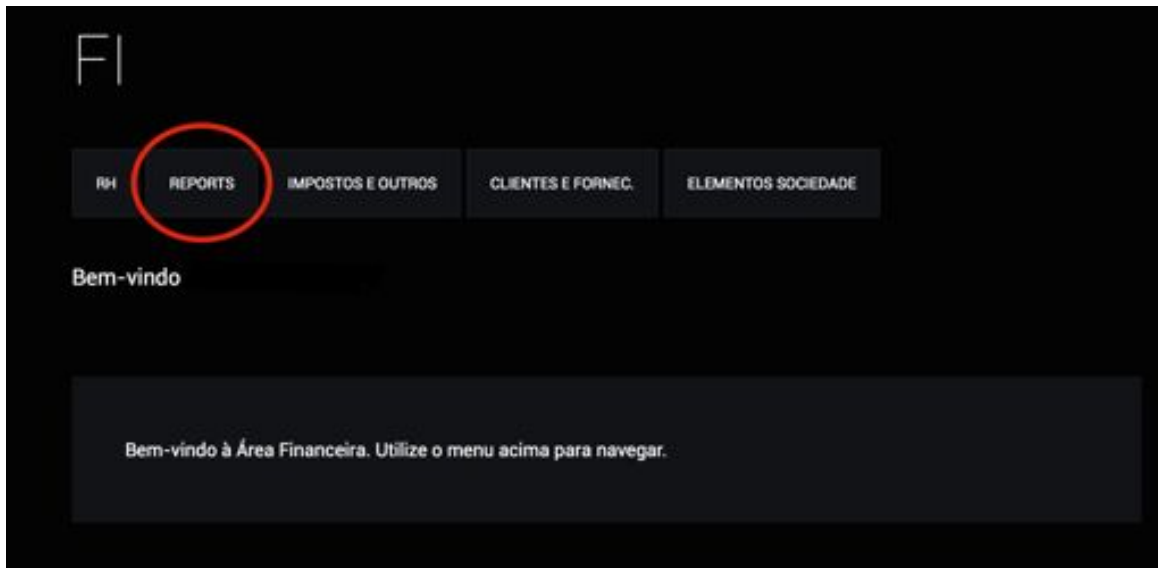 FI
RH REPORTS IMPOSTOS E OUTROS CLIENTES E FORNEC. ELEMENTOS SOCIEDADE
Bem-vindo
Bem-vindo à Área Financeira. Utilize o menu acima para navegar.